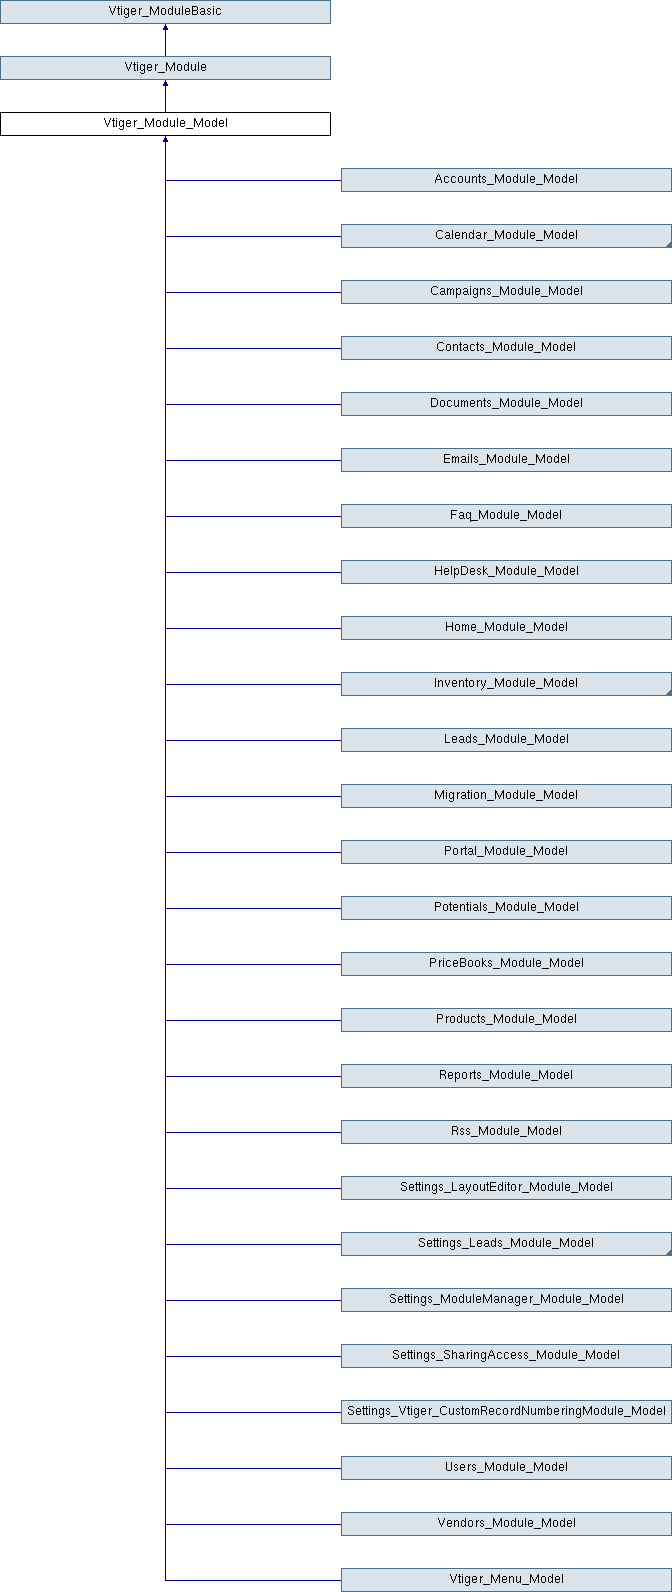 Vtiger_ModuleBasic
Vtiger_Module
Vtiger_Module_Model
Accounts_Module_Model
Calendar_Module_Model
Campaigns_Module_Model
Contacts_Module_Model
Documents_Module_Model
Emails_Module_Model
Faq_Module_Model
HelpDesk_Module_Model
Home_Module_Model
Inventory_Module_Model
Leads_Module_Model
Migration_Module_Model
Portal_Module_Model
Potentials_Module_Model
PriceBooks_Module_Model
Products_Module_Model
Reports_Module_Model
Rss_Module_Model
Settings_LayoutEditor_Module_Model
Settings_Leads_Module_Model
Settings_ModuleManager_Module_Model
Settings_SharingAccess_Module_Model
Settings_Vtiger_CustomRecordNumberingModule_Model
Users_Module_Model
Vendors_Module_Model
Vtiger_Menu_Model